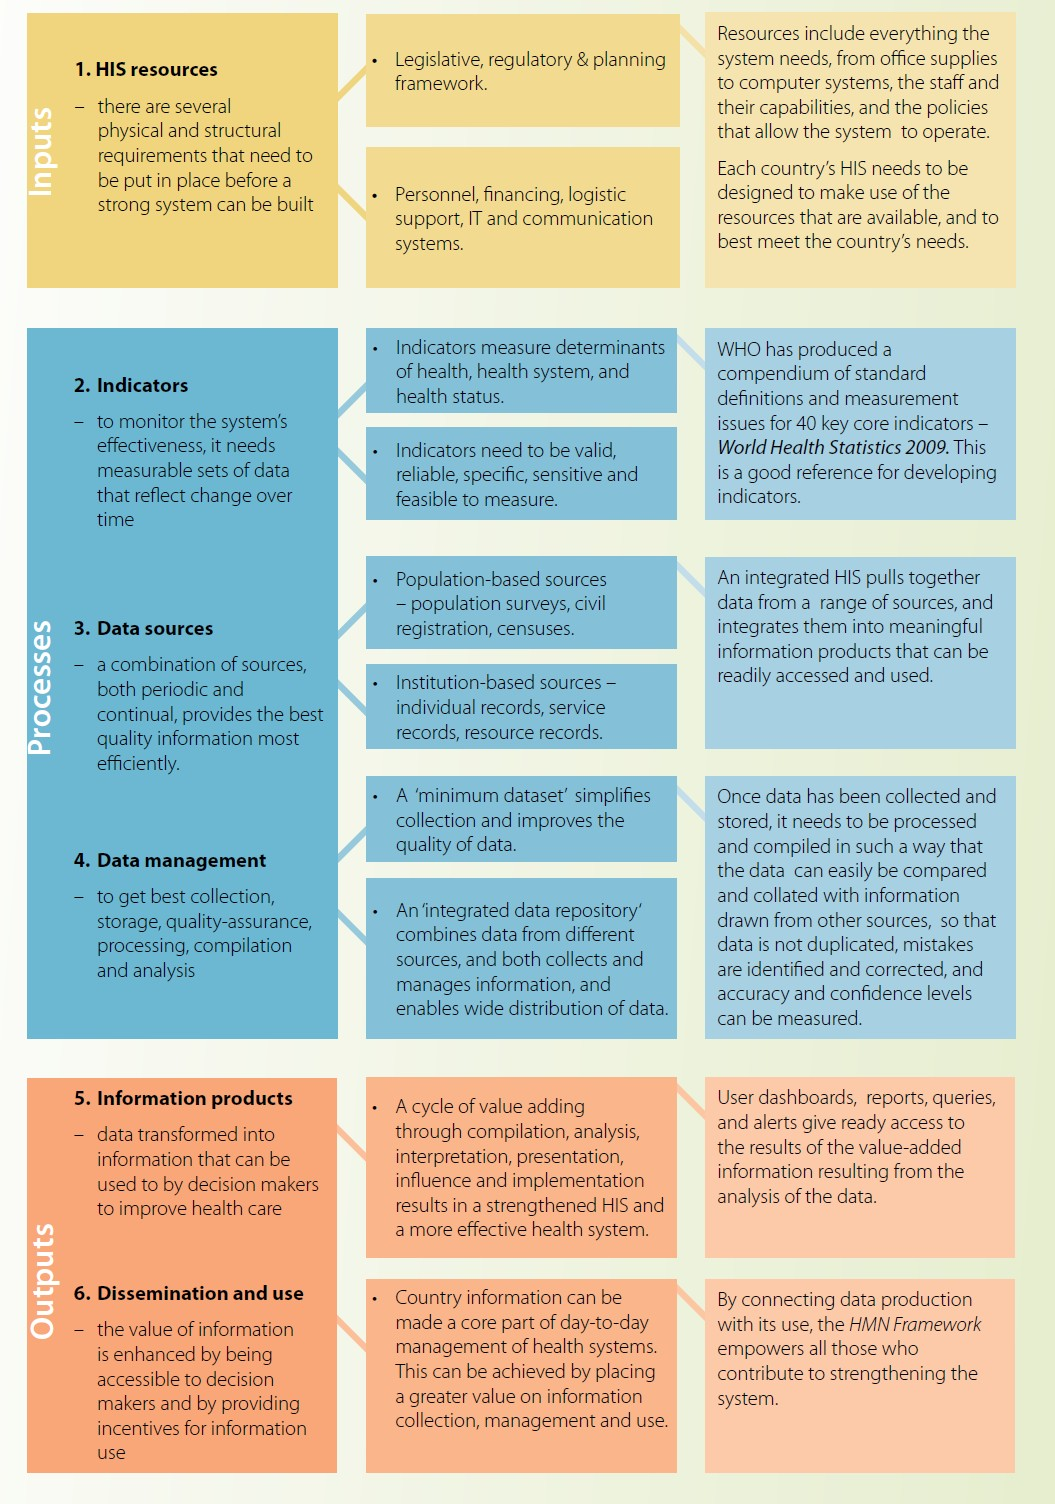 Inputs
1. HIS resources
– there are several
physical and structural
requirements that need to
be put in place before a
strong system can be built
• Legislative, regulatory & planning
framework.
• Personnel, financing, logistic
support, IT and communication
systems.
Resources include everything the
system needs, from office supplies
to computer systems, the staff and
their capabilities, and the policies
that allow the system to operate.
Each country's HIS needs to be
designed to make use of the
resources that are available, and to
best meet the country's needs.
Processes
2. Indicators
– to monitor the system's
effectiveness, it needs
measurable sets of data
that reflect change over
time
• Indicators measure determinants
of health, health system, and
health status.
• Indicators need to be valid,
reliable, specific, sensitive and
feasible to measure.
WHO has produced a
compendium of standard
definitions and measurement
issues for 40 key core indicators –
World Health Statistics 2009. This
is a good reference for developing
indicators.
3. Data sources
– a combination of sources,
both periodic and
continual, provides the best
quality information most
efficiently.
• Population-based sources
– population surveys, civil
registration, censuses.
• Institution-based sources –
individual records, service
records, resource records.
An integrated HIS pulls together
data from a range of sources, and
integrates them into meaningful
information products that can be
readily accessed and used.
4. Data management
– to get best collection,
storage, quality-assurance,
processing, compilation
and analysis
• A 'minimum dataset' simplifies
collection and improves the
quality of data.
• An 'integrated data repository'
combines data from different
sources, and both collects and
manages information, and
enables wide distribution of data.
Once data has been collected and
stored, it needs to be processed
and compiled in such a way that
the data can easily be compared
and collated with information
drawn from other sources, so that
data is not duplicated, mistakes
are identified and corrected, and
accuracy and confidence levels
can be measured.
Outputs
5. Information products
– data transformed into
information that can be
used to by decision makers
to improve health care
• A cycle of value adding
through compilation, analysis,
interpretation, presentation,
influence and implementation
results in a strengthened HIS and
a more effective health system.
User dashboards, reports, queries,
and alerts give ready access to
the results of the value-added
information resulting from the
analysis of the data.
6. Dissemination and use
– the value of information
is enhanced by being
accessible to decision
makers and by providing
incentives for information
use
• Country information can be
made a core part of day-to-day
management of health systems.
This can be achieved by placing
a greater value on information
collection, management and use.
By connecting data production
with its use, the HMN Framework
empowers all those who
contribute to strengthening the
system.